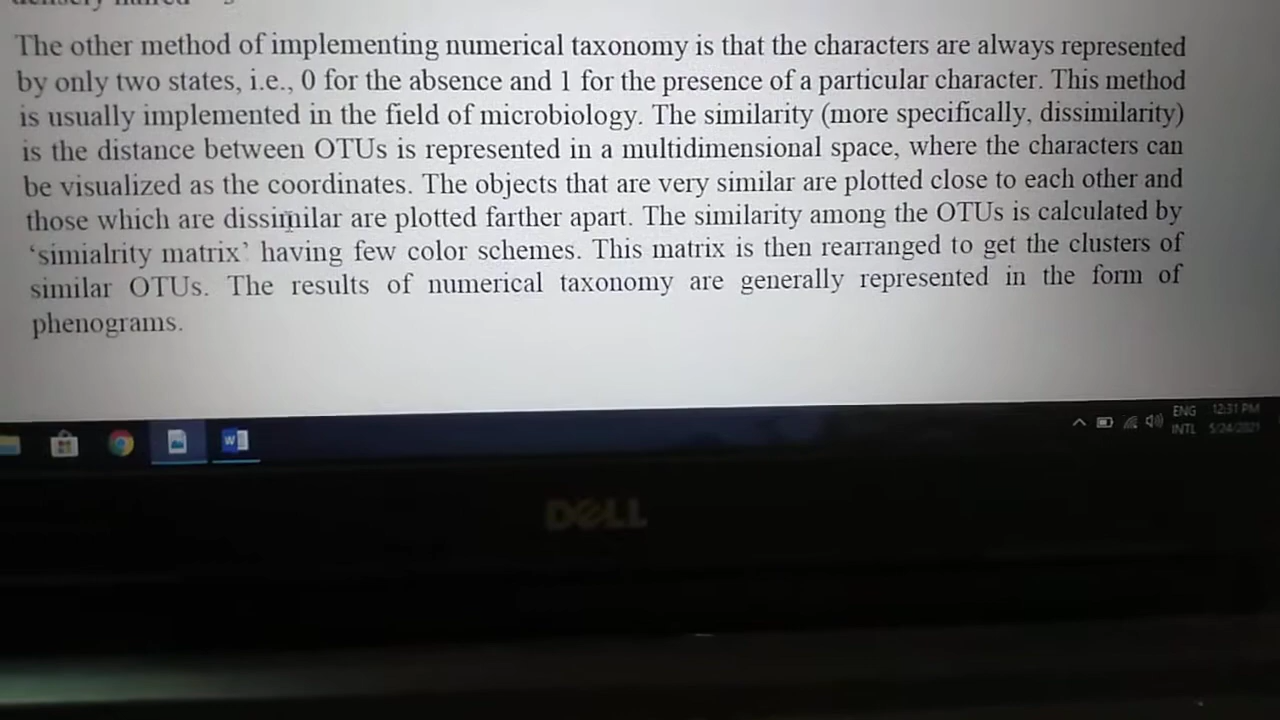 The other method of implementing numerical taxonomy is that the characters are always represented
by only two states, i.e., 0 for the absence and 1 for the presence of a particular character. This method
is usually implemented in the field of microbiology. The similarity (more specifically, dissimilarity)
is the distance between OTUs is represented in a multidimensional space, where the characters can
be visualized as the coordinates. The objects that are very similar are plotted close to each other and
those which are dissimilar are plotted farther apart. The similarity among the OTUs is calculated by
‘simialrity matrix’ having few color schemes. This matrix is then rearranged to get the clusters of
similar OTUs. The results of numerical taxonomy are generally represented in the form of
phenograms.
ENG 12:31 PM
INTL 5/24/2021
W
DELL